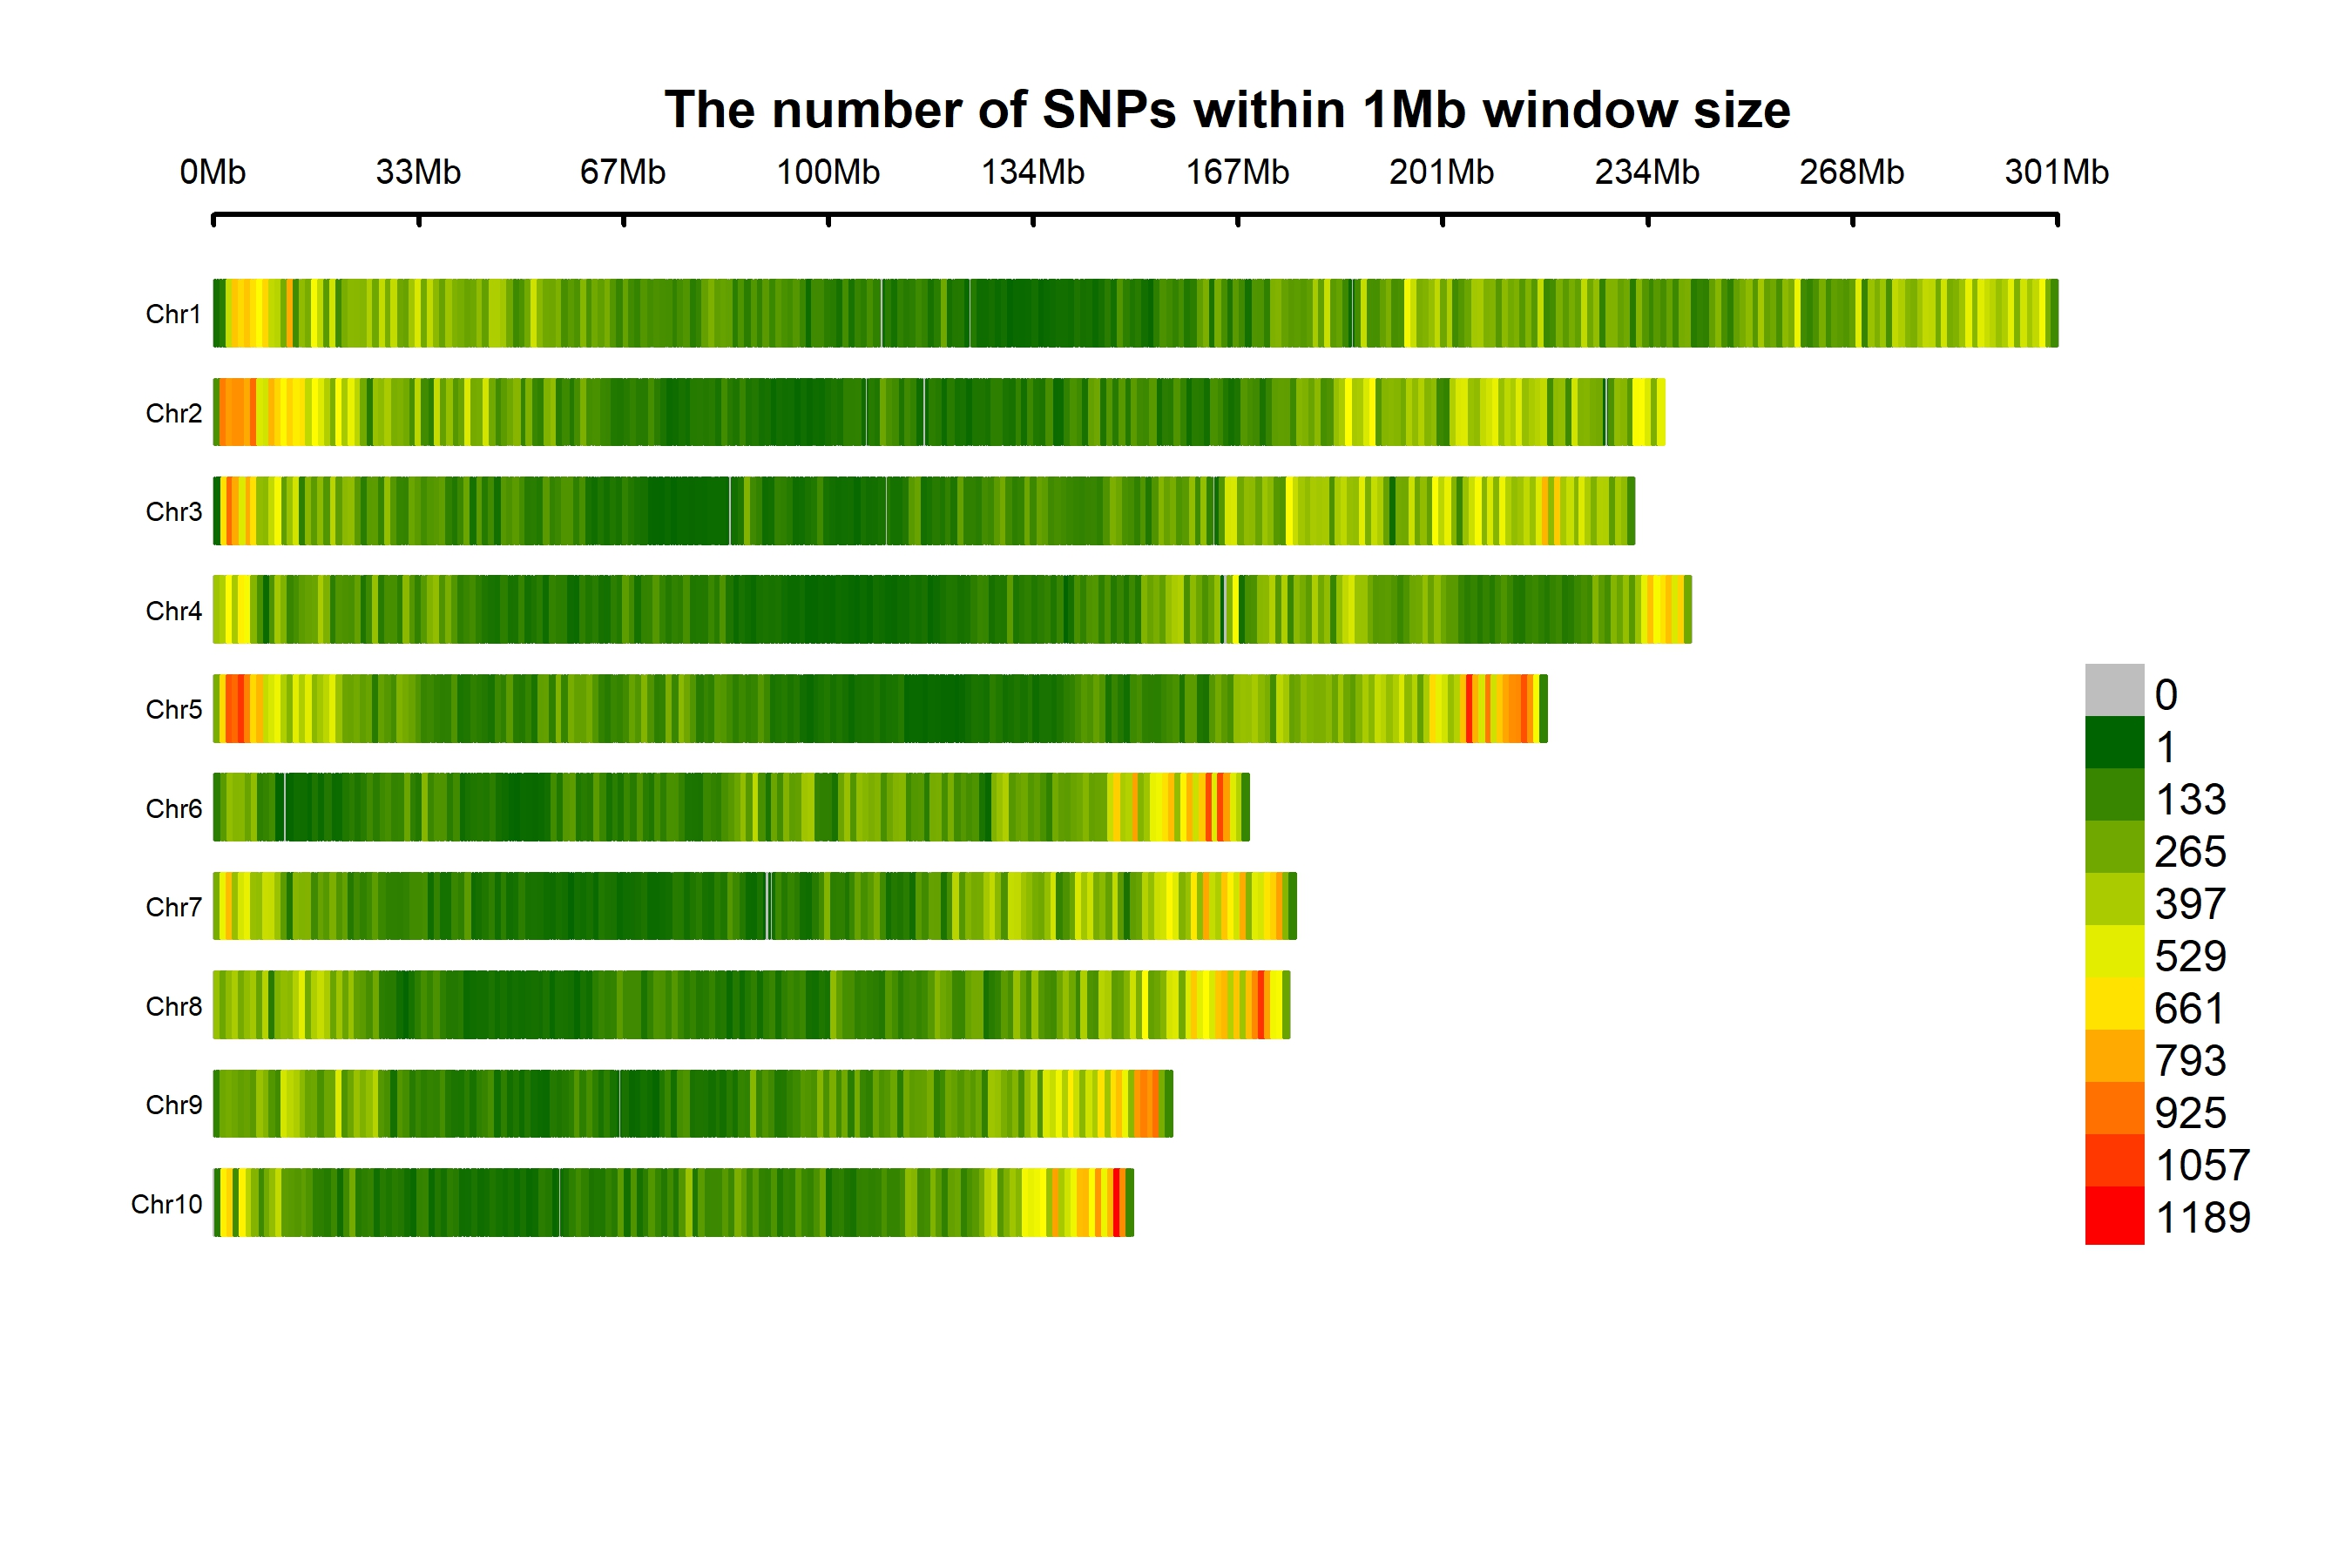 The number of SNPs within 1Mb window size
0Mb 33Mb 67Mb 100Mb 134Mb 167Mb 201Mb 234Mb 268Mb 301Mb
Chr1
Chr2
Chr3
Chr4
Chr5
Chr6
Chr7
Chr8
Chr9
Chr10
0
1
133
265
397
529
661
793
925
1057
1189